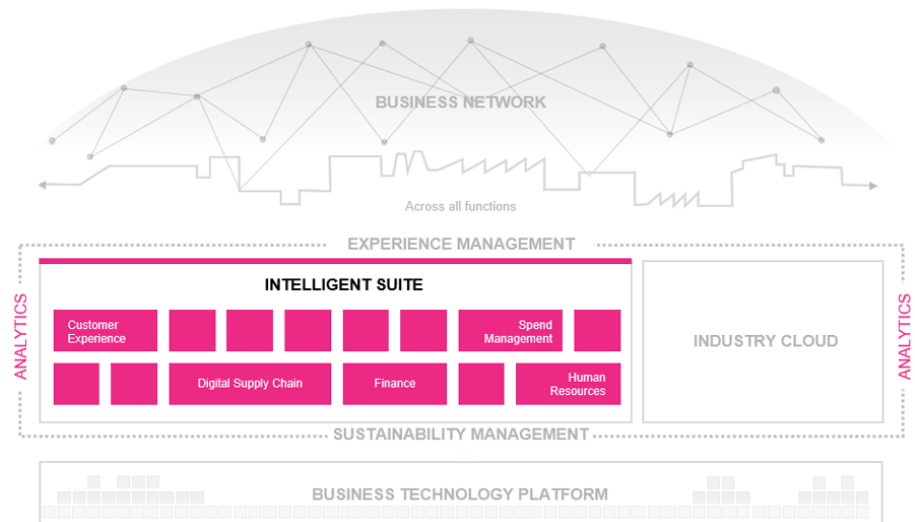 BUSINESS NETWORK
Across all functions
EXPERIENCE MANAGEMENT
ANALYTICS
INTELLIGENT SUITE
Customer
Experience
Spend
Management
Digital Supply Chain
Finance
Human
Resources
INDUSTRY CLOUD
ANALYTICS
SUSTAINABILITY MANAGEMENT
BUSINESS TECHNOLOGY PLATFORM